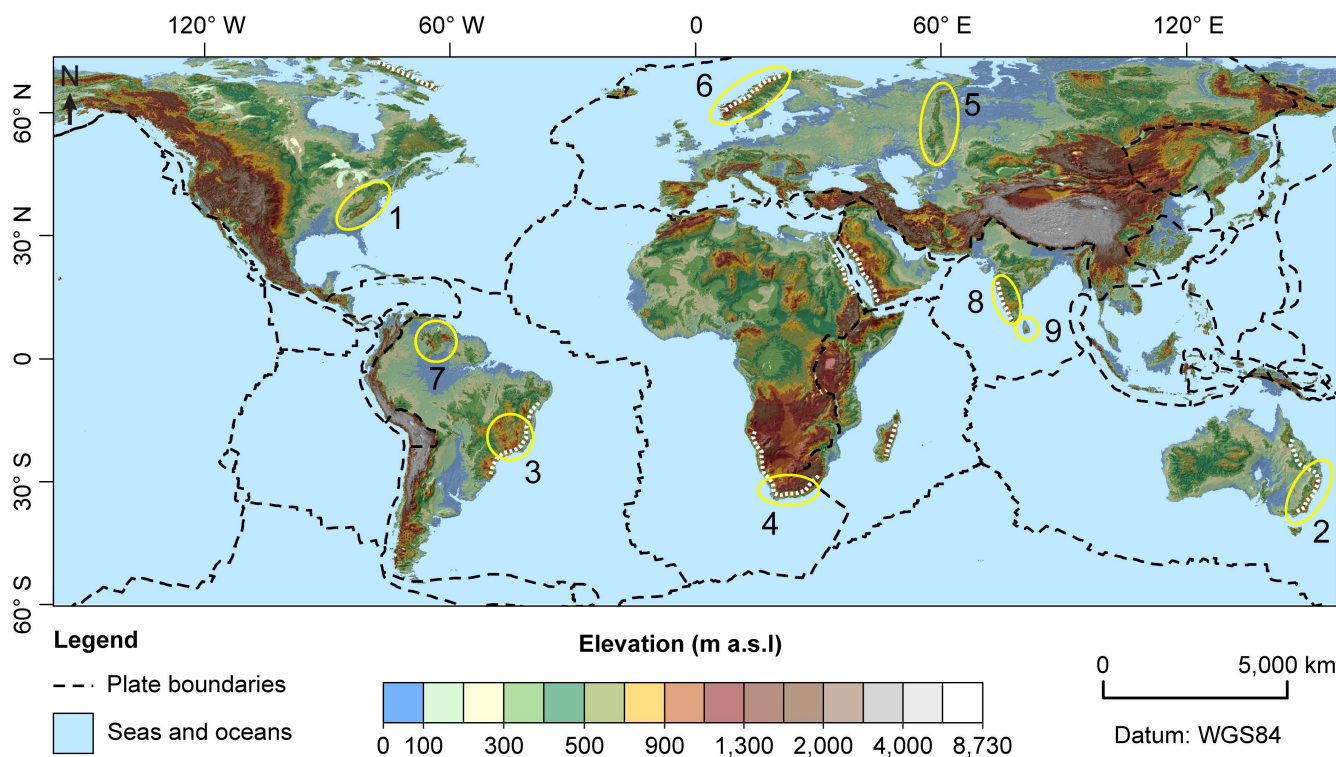 120° W 60° W 0 60° E 120° E
N
60° N
30° N
0
30° S
60° S
6
5
1
8
9
7
3
4
2
Legend
Plate boundaries
Seas and oceans
Elevation (m a.s.l)
0 100 300 500 900 1,300 2,000 4,000 8,730
0 5,000 km
Datum: WGS84